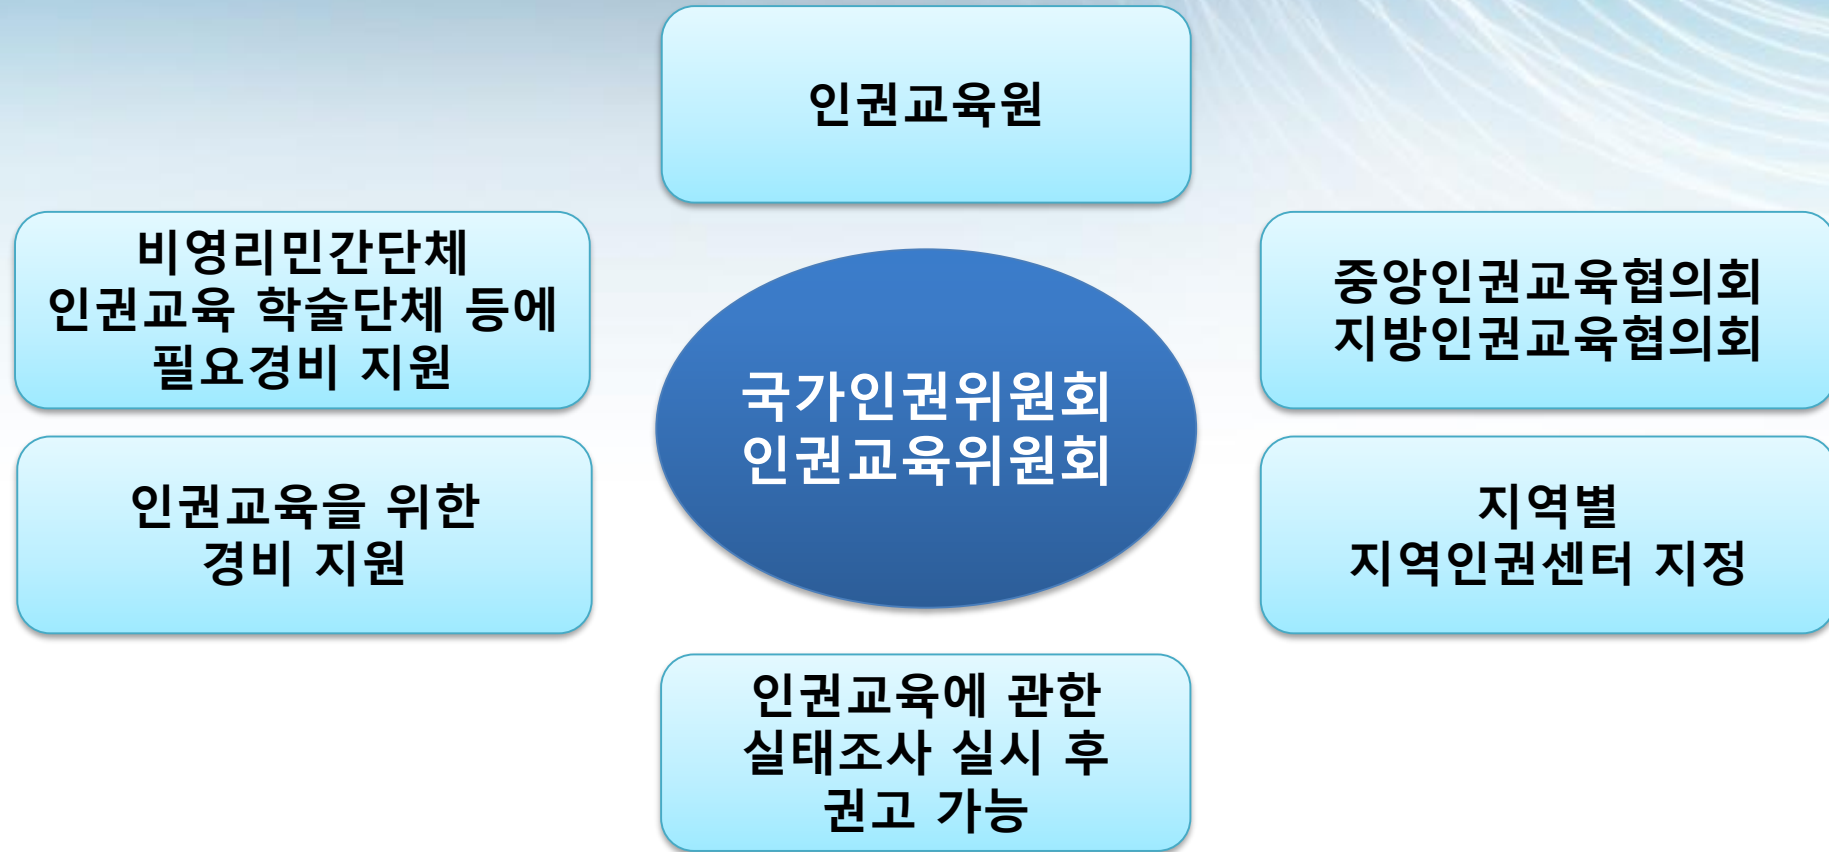 인권교육원
비영리민간단체
인권교육 학술단체 등에
필요경비 지원
중앙인권교육협의회
지방인권교육협의회
국가인권위원회
인권교육위원회
인권교육을 위한
경비 지원
지역별
지역인권센터 지정
인권교육에 관한
실태조사 실시 후
권고 가능